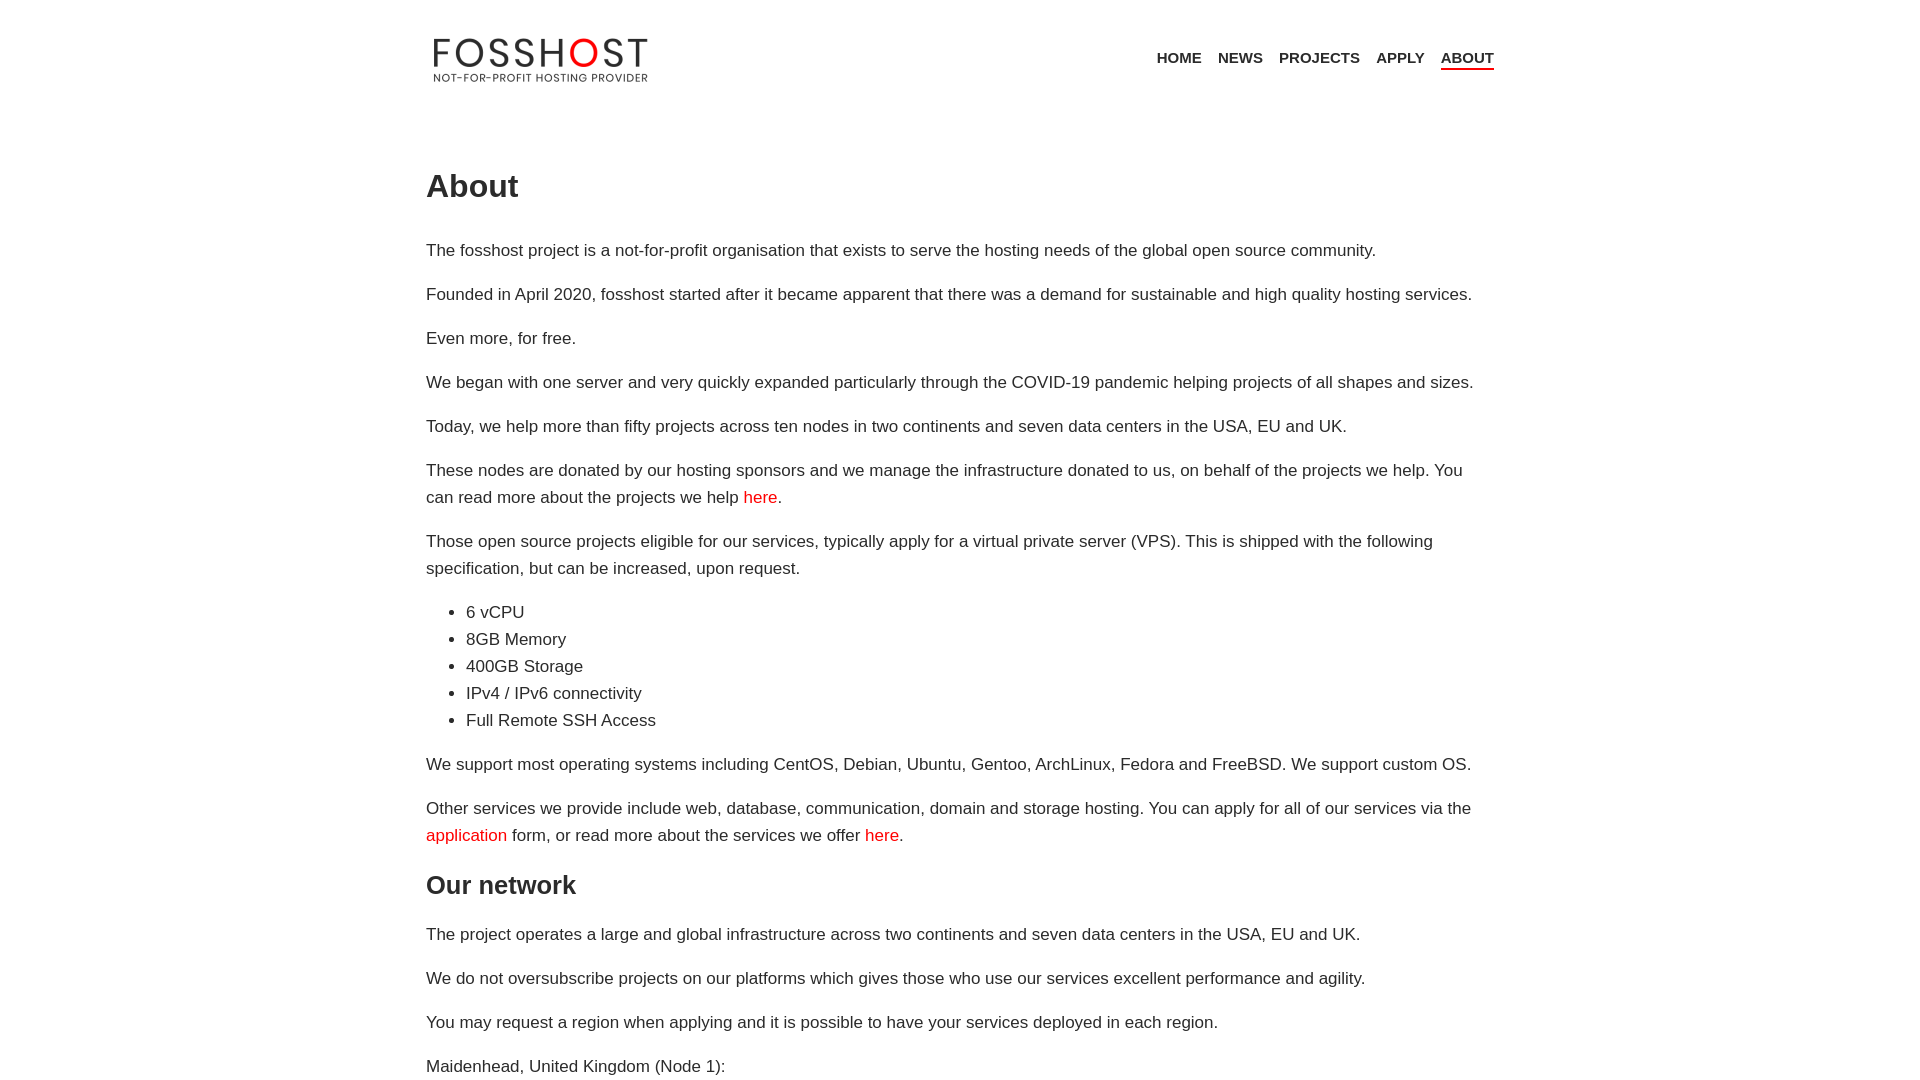 FOSSHOST
NOT-FOR-PROFIT HOSTING PROVIDER
HOME NEWS PROJECTS APPLY ABOUT
About
The fosshost project is a not-for-profit organisation that exists to serve the hosting needs of the global open source community.
Founded in April 2020, fosshost started after it became apparent that there was a demand for sustainable and high quality hosting services.
Even more, for free.
We began with one server and very quickly expanded particularly through the COVID-19 pandemic helping projects of all shapes and sizes.
Today, we help more than fifty projects across ten nodes in two continents and seven data centers in the USA, EU and UK.
These nodes are donated by our hosting sponsors and we manage the infrastructure donated to us, on behalf of the projects we help. You
can read more about the projects we help here.
Those open source projects eligible for our services, typically apply for a virtual private server (VPS). This is shipped with the following
specification, but can be increased, upon request.
• 6 vCPU
• 8GB Memory
• 400GB Storage
• IPv4 / IPv6 connectivity
• Full Remote SSH Access
We support most operating systems including CentOS, Debian, Ubuntu, Gentoo, ArchLinux, Fedora and FreeBSD. We support custom OS.
Other services we provide include web, database, communication, domain and storage hosting. You can apply for all of our services via the
application form, or read more about the services we offer here.
Our network
The project operates a large and global infrastructure across two continents and seven data centers in the USA, EU and UK.
We do not oversubscribe projects on our platforms which gives those who use our services excellent performance and agility.
You may request a region when applying and it is possible to have your services deployed in each region.
Maidenhead, United Kingdom (Node 1):